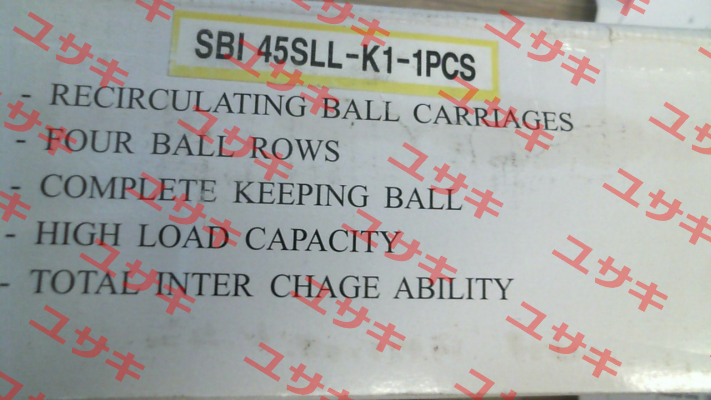 SBI 45SLL-K1-1PCS
- RECIRCULATING BALL CARRIAGES
- FOUR BALL ROWS
- COMPLETE KEEPING BALL
- HIGH LOAD CAPACITY
- TOTAL INTER CHAGE ABILITY
ユサキ